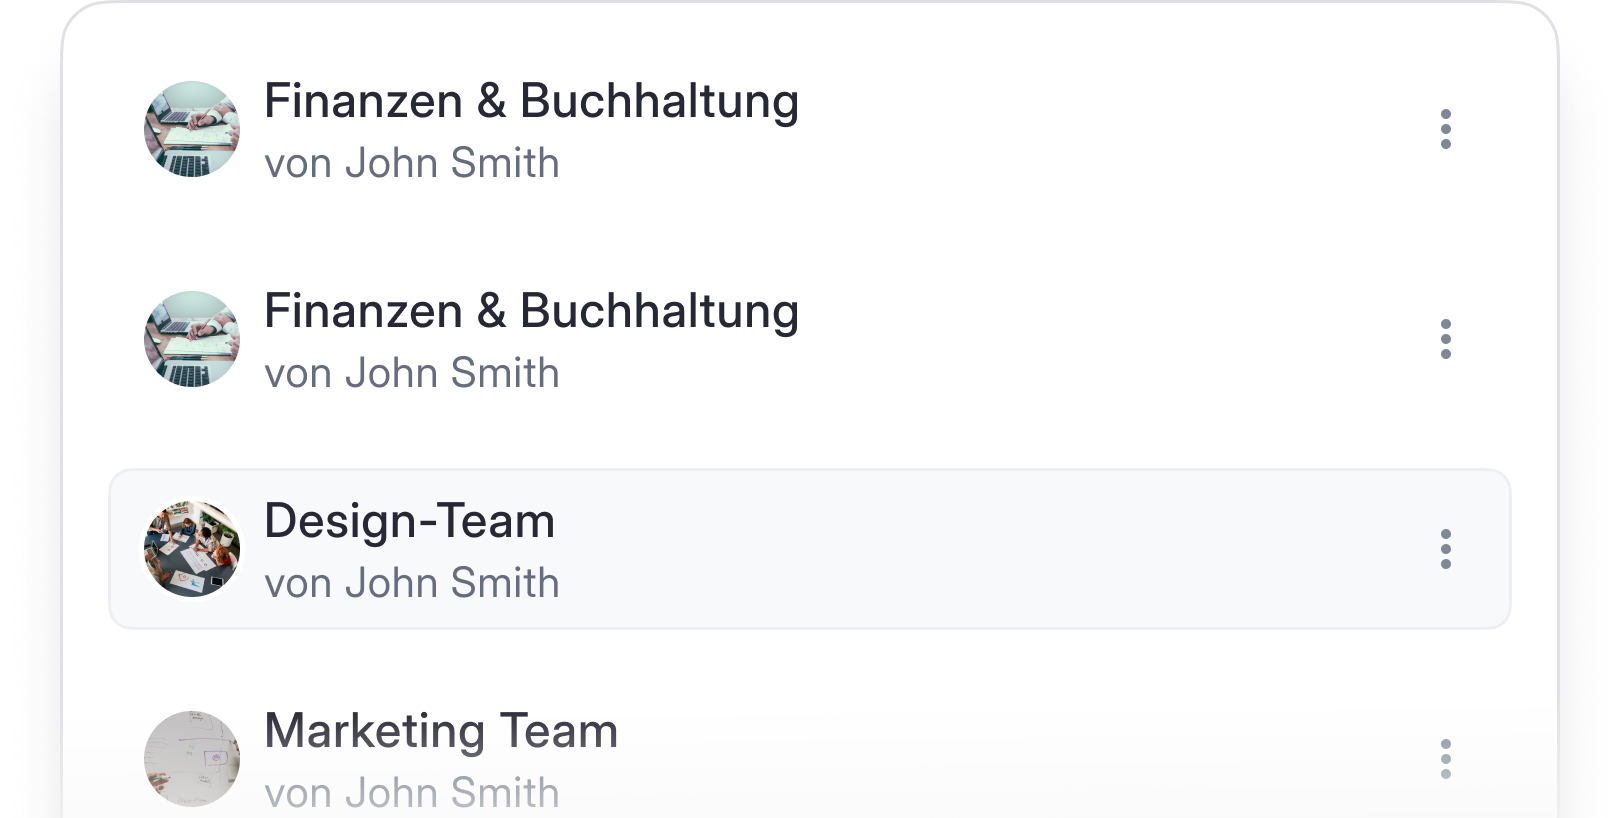 Finanzen & Buchhaltung
von John Smith
Finanzen & Buchhaltung
von John Smith
Design-Team
von John Smith
Marketing Team
von John Smith